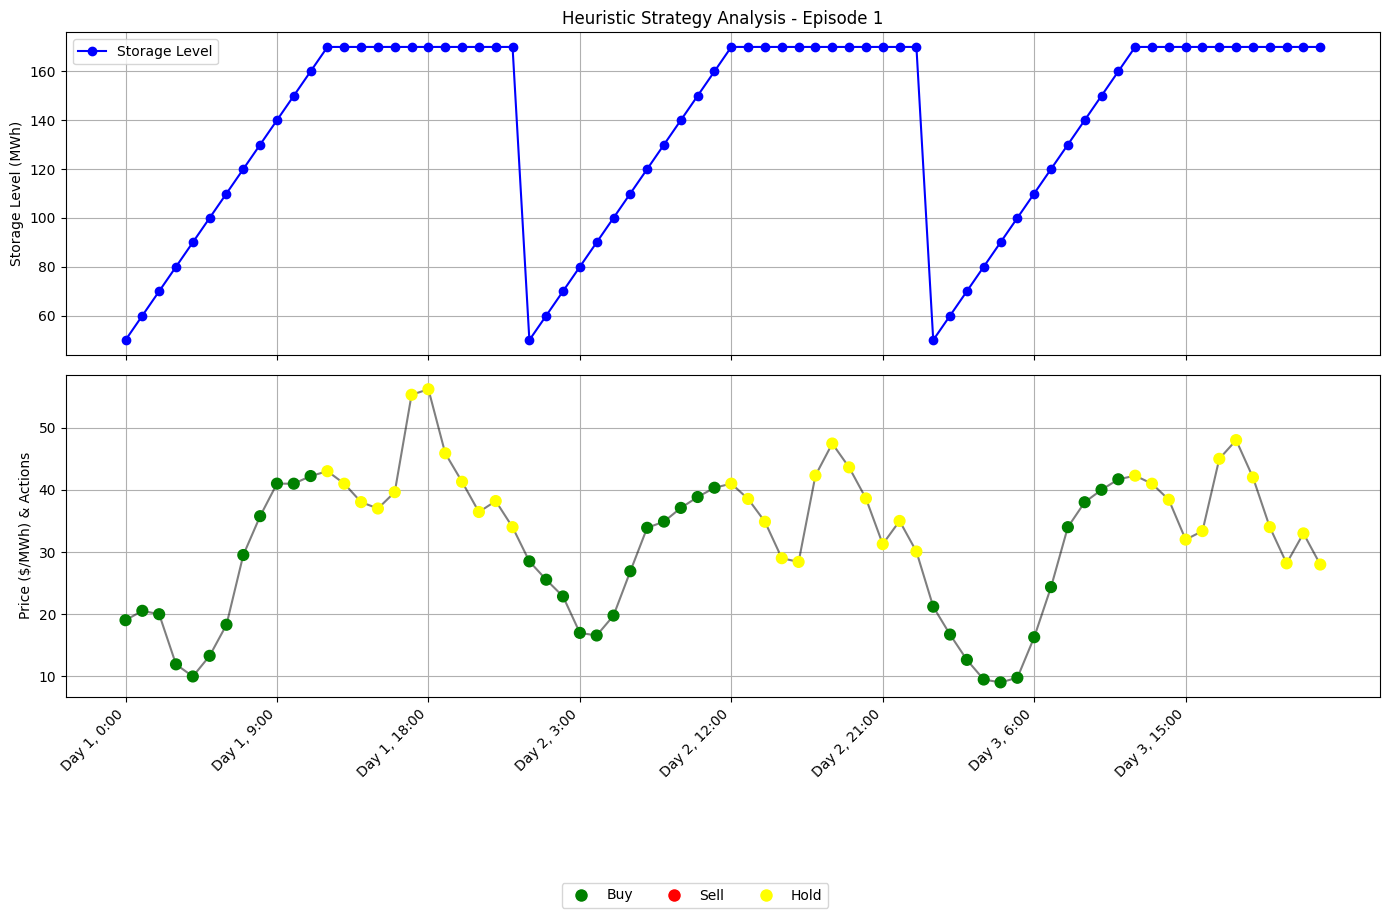 Heuristic Strategy Analysis - Episode 1
Storage Level
Storage Level (MWh)
160
140
120
100
80
60
Price ($/MWh) & Actions
50
40
30
20
10
Day 1, 0:00
Day 1, 9:00
Day 1, 18:00
Day 2, 3:00
Day 2, 12:00
Day 2, 21:00
Day 3, 6:00
Day 3, 15:00
Buy Sell Hold